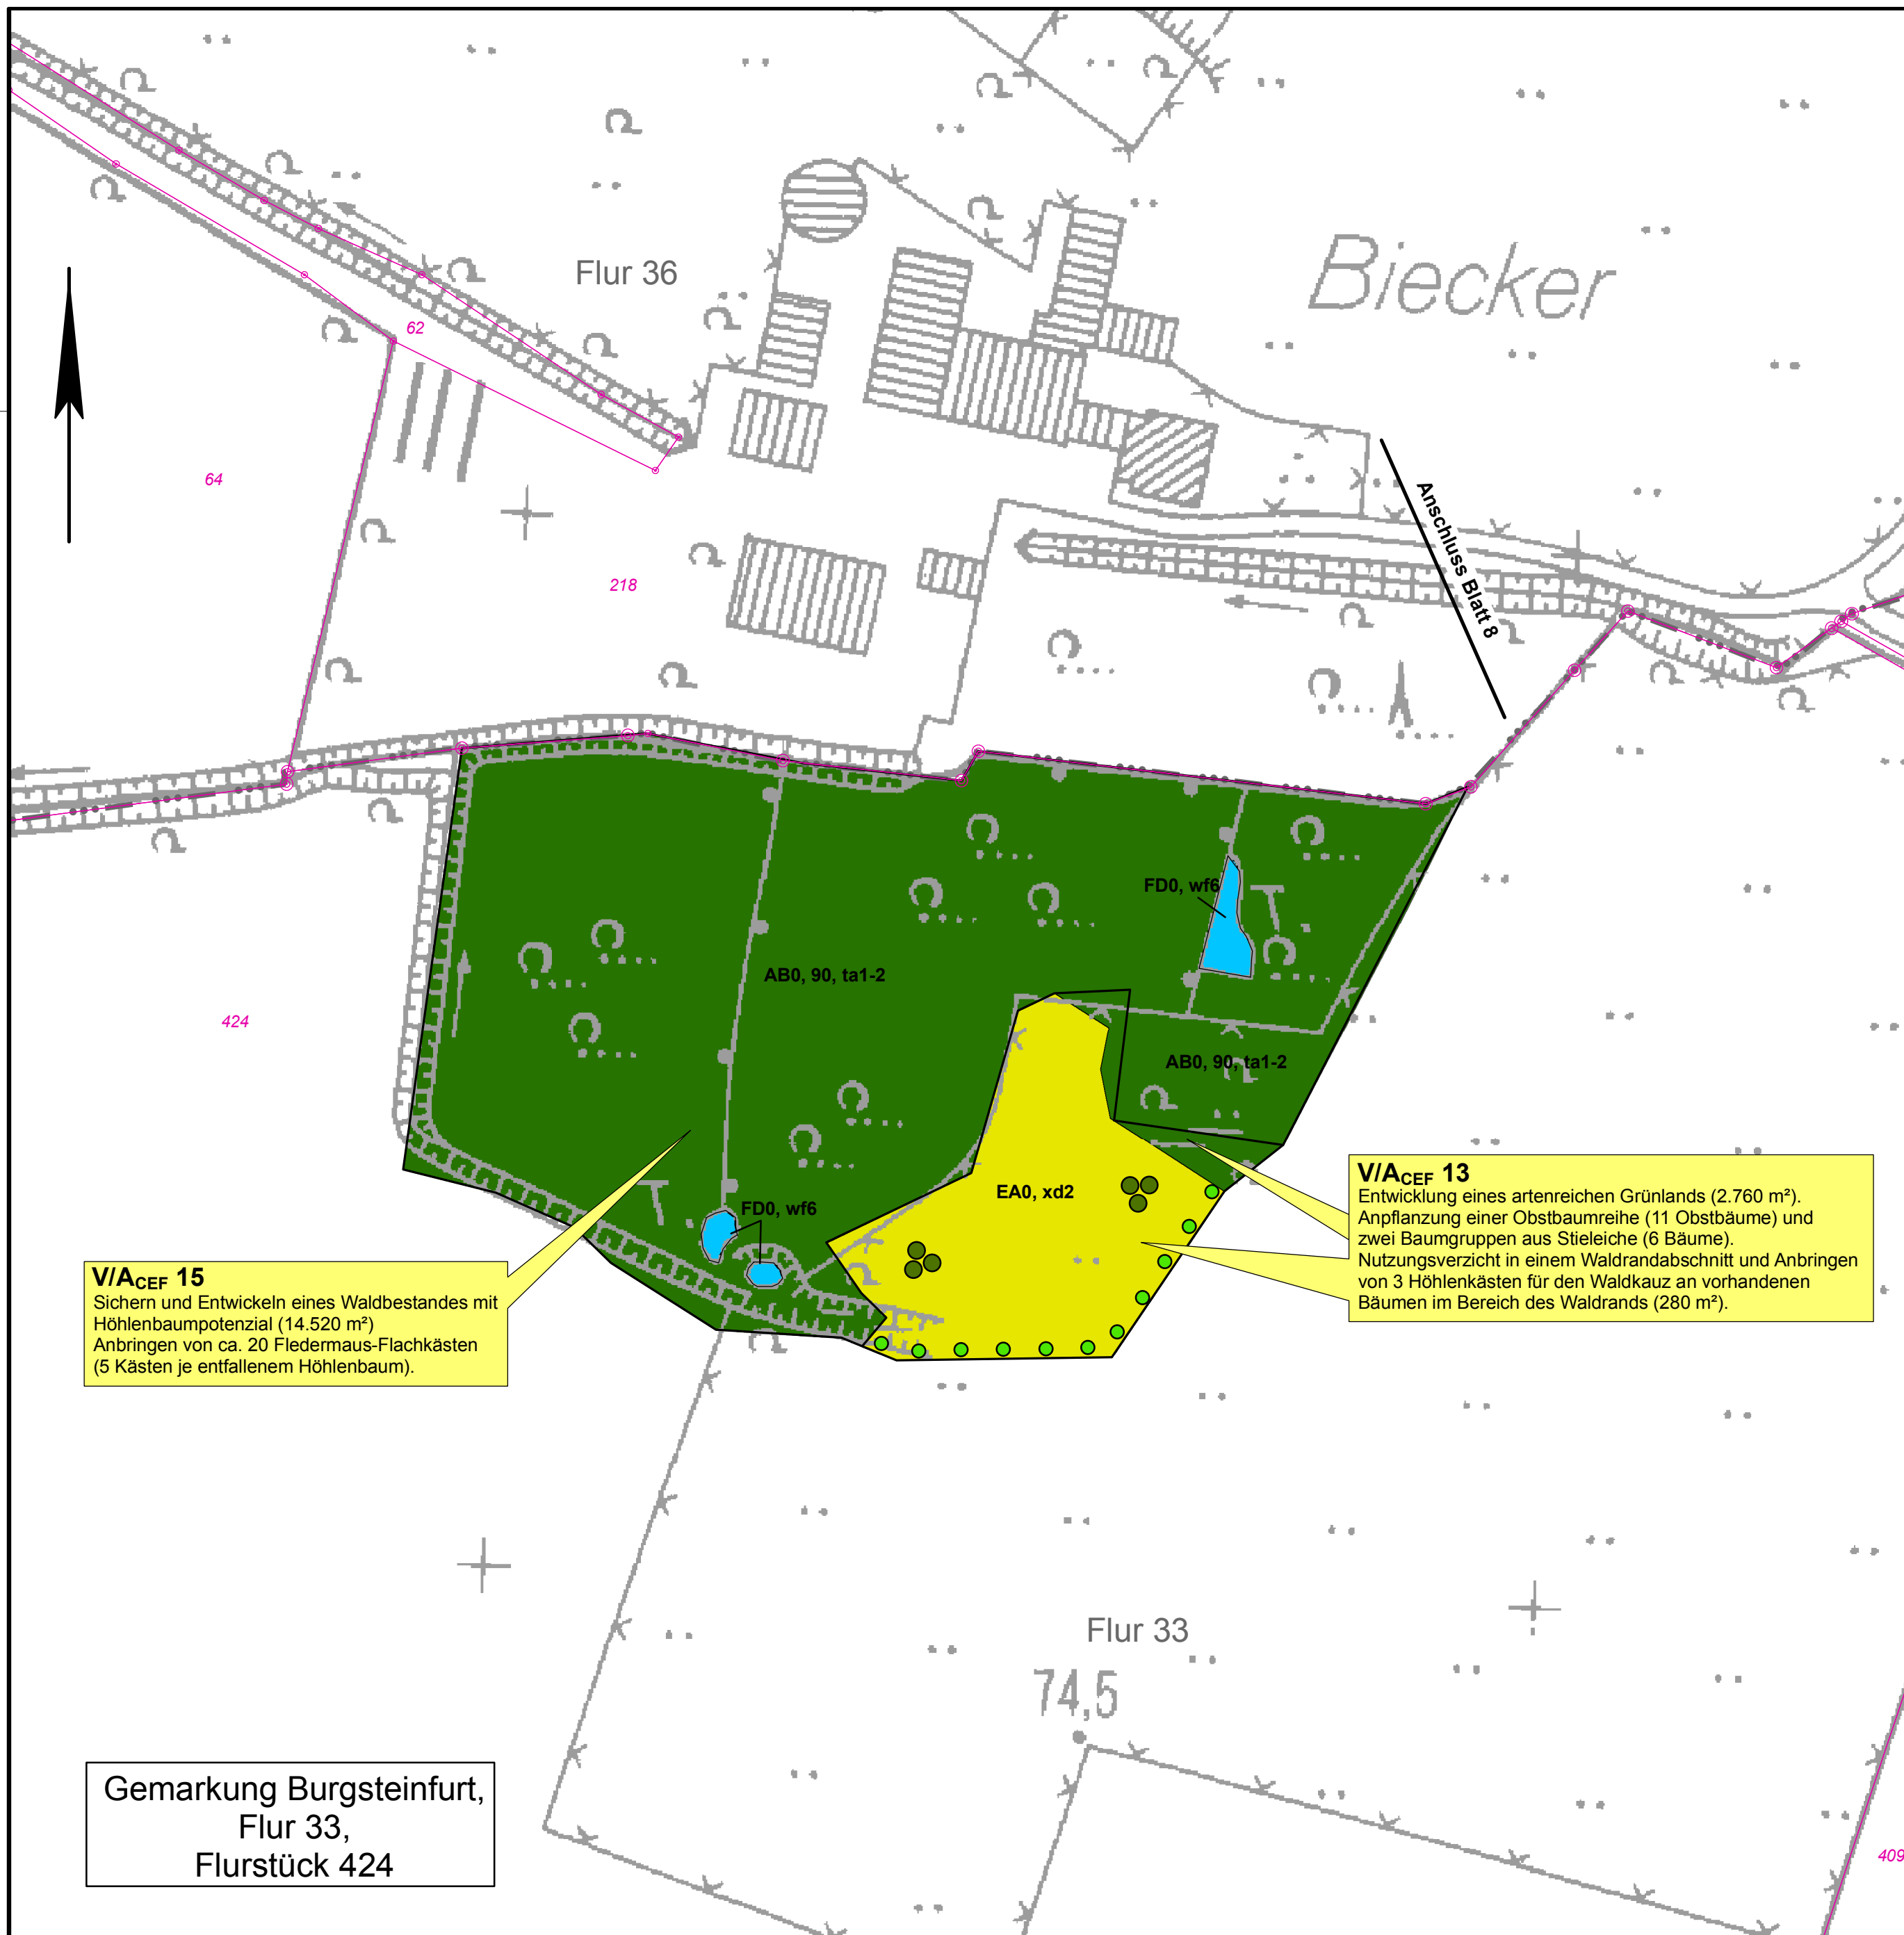 Flur 36
Biecker
62
64
218
Anschluss Blatt 8
FD0, wf6
AB0, 90, ta1-2
424
AB0, 90, ta1-2
EA0, xd2
FD0, wf6
V/ACEF 13
Entwicklung eines artenreichen Grünlands (2.760 m²).
Anpflanzung einer Obstbaumreihe (11 Obstbäume) und
zwei Baumgruppen aus Stieleiche (6 Bäume).
Nutzungsverzicht in einem Waldrandabschnitt und Anbringen
von 3 Höhlenkästen für den Waldkauz an vorhandenen
Bäumen im Bereich des Waldrands (280 m²).
V/ACEF 15
Sichern und Entwickeln eines Waldbestandes mit
Höhlenbaumpotenzial (14.520 m²)
Anbringen von ca. 20 Fledermaus-Flachkästen
(5 Kästen je entfallenem Höhlenbaum).
Flur 33
74,5
Gemarkung Burgsteinfurt,
Flur 33,
Flurstück 424
409